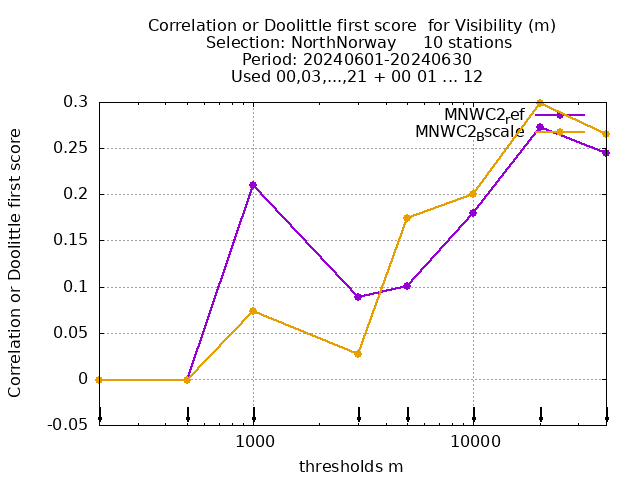 Correlation or Doolittle first score  for Visibility (m)
Selection: NorthNorway     10 stations
Period: 20240601-20240630
Used 00,03,...,21 + 00 01 ... 12
MNWC2_ref
MNWC2_Bscale
0.3
0.25
0.2
0.15
0.1
0.05
0
-0.05
Correlation or Doolittle first score
1000
10000
thresholds m